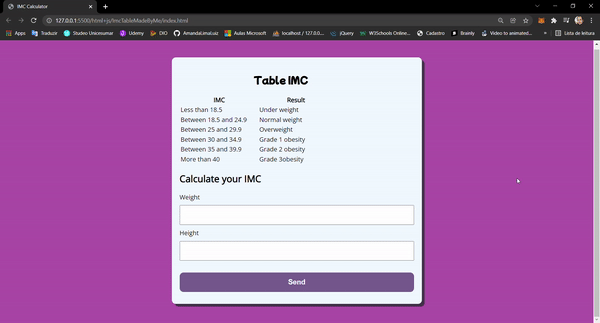 IMC Calculator
127.0.0.1:5500/html+js/ImcTableMadeByMe/index.html
Apps Traduzir Studeo Unicesumar Udemy DIO AmandaLimaLuiz Aulas Microsoft localhost / 127.0.0.... jQuery W3Schools Online... Cadastro Brainly Video to animated... » Lista de leitura
Table IMC
IMC Result
Less than 18.5 Under weight
Between 18.5 and 24.9 Normal weight
Between 25 and 29.9 Overweight
Between 30 and 34.9 Grade 1 obesity
Between 35 and 39.9 Grade 2 obesity
More than 40 Grade 3obesity
Calculate your IMC
Weight
Height
Send